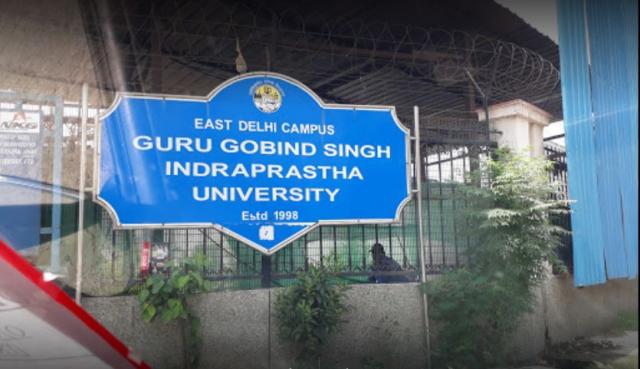 EAST DELHI CAMPUS
GURU GOBIND SINGH
INDRAPRASTHA
UNIVERSITY
Estd 1998